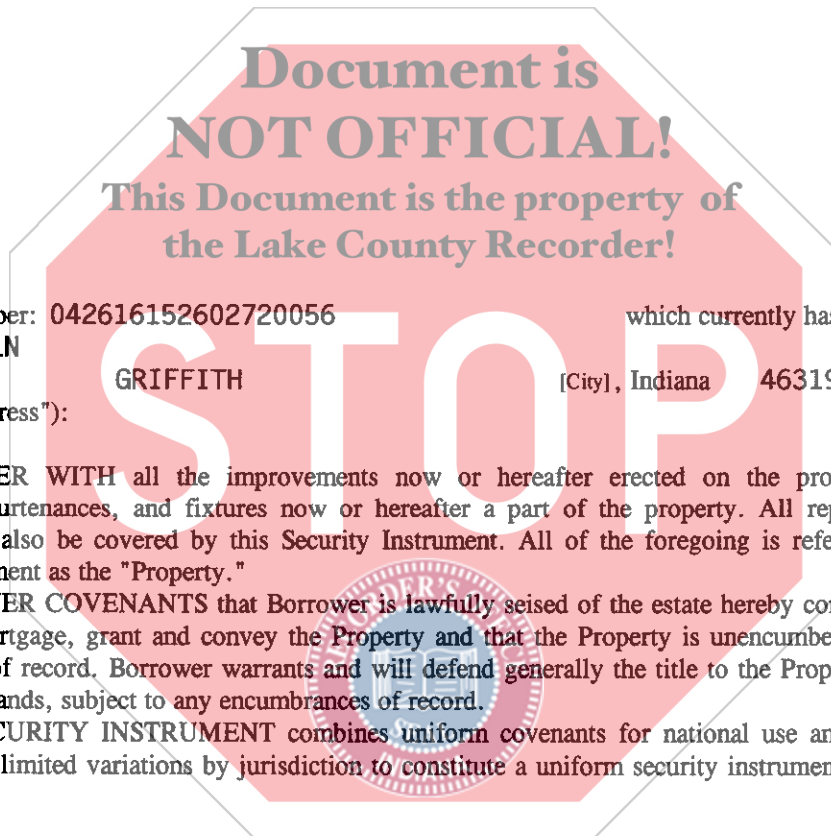 Document is
NOT OFFICIAL!
This Document is the property of
the Lake County Recorder!
ber: 042616152602720056 which currently has
LN
GRIFFITH [City], Indiana 46319
ress"):
STOP
ER WITH all the improvements now or hereafter erected on the pro
urtenances, and fixtures now or hereafter a part of the property. All rep
also be covered by this Security Instrument. All of the foregoing is refe
ment as the "Property."
ER COVENANTS that Borrower is lawfully seised of the estate hereby con
rtgage, grant and convey the Property and that the Property is unencumbe
f record. Borrower warrants and will defend generally the title to the Prop
ands, subject to any encumbrances of record.
CURITY INSTRUMENT combines uniform covenants for national use an
limited variations by jurisdiction to constitute a uniform security instrumen